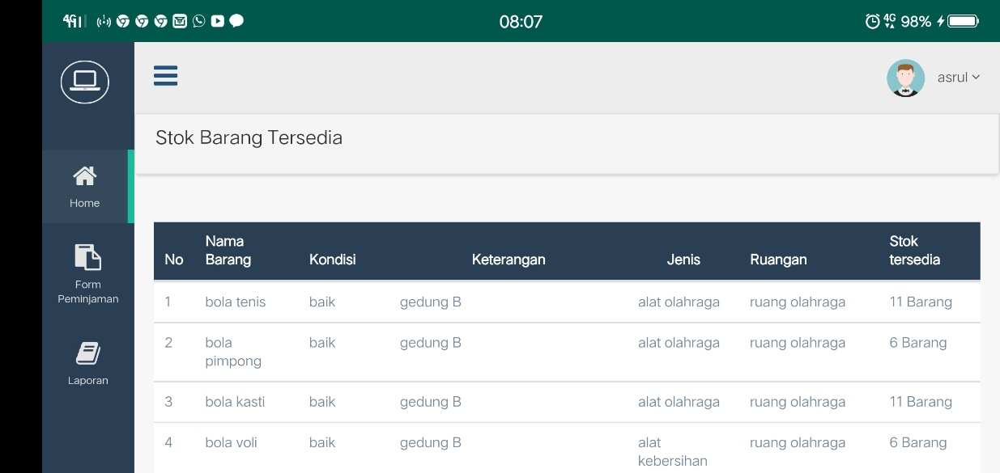 4G 08:07 4G 98%
asrul
Stok Barang Tersedia
Home
Form
Peminjaman
Laporan
Nama Stok
No Barang Kondisi Keterangan Jenis Ruangan tersedia
1 bola tenis baik gedung B alat olahraga ruang olahraga 11 Barang
2 bola baik gedung B alat olahraga ruang olahraga 6 Barang
pimpong
3 bola kasti baik gedung B alat olahraga ruang olahraga 11 Barang
4 bola voli baik gedung B alat ruang olahraga 6 Barang
kebersihan